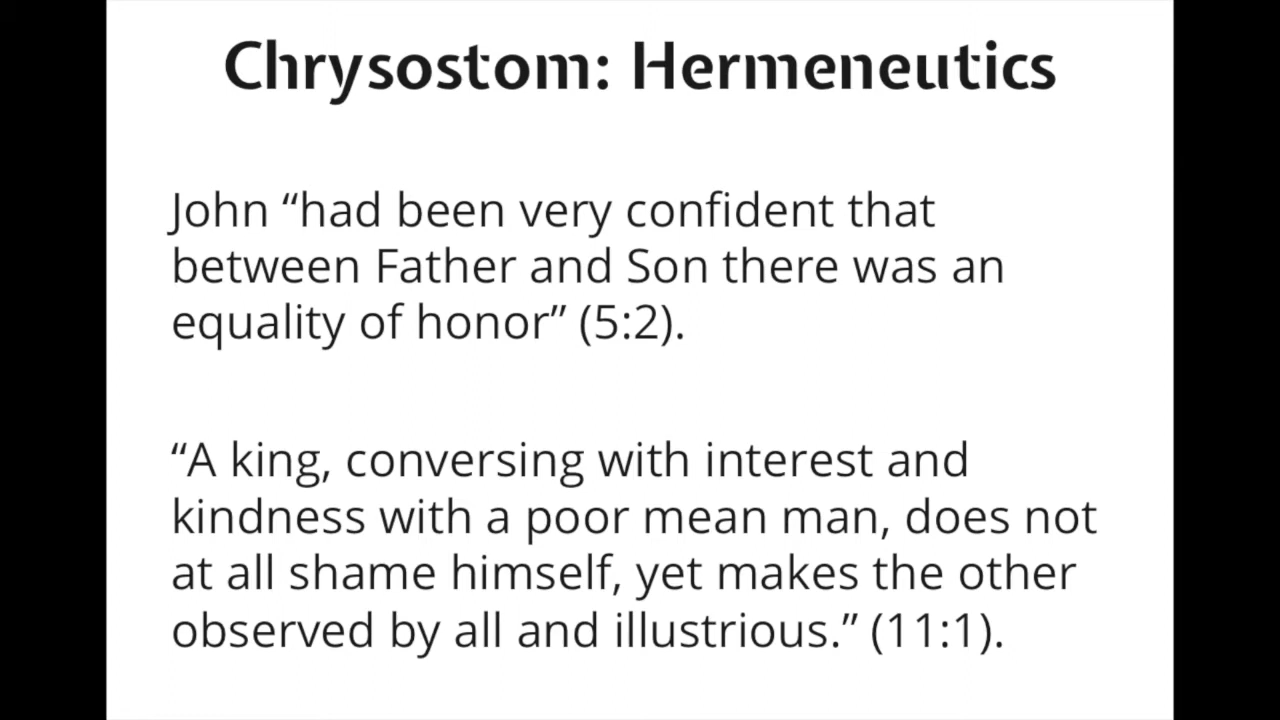 Chrysostom: Hermeneutics
John “had been very confident that
between Father and Son there was an
equality of honor” (5:2).
“A king, conversing with interest and
kindness with a poor mean man, does not
at all shame himself, yet makes the other
observed by all and illustrious.” (11:1).